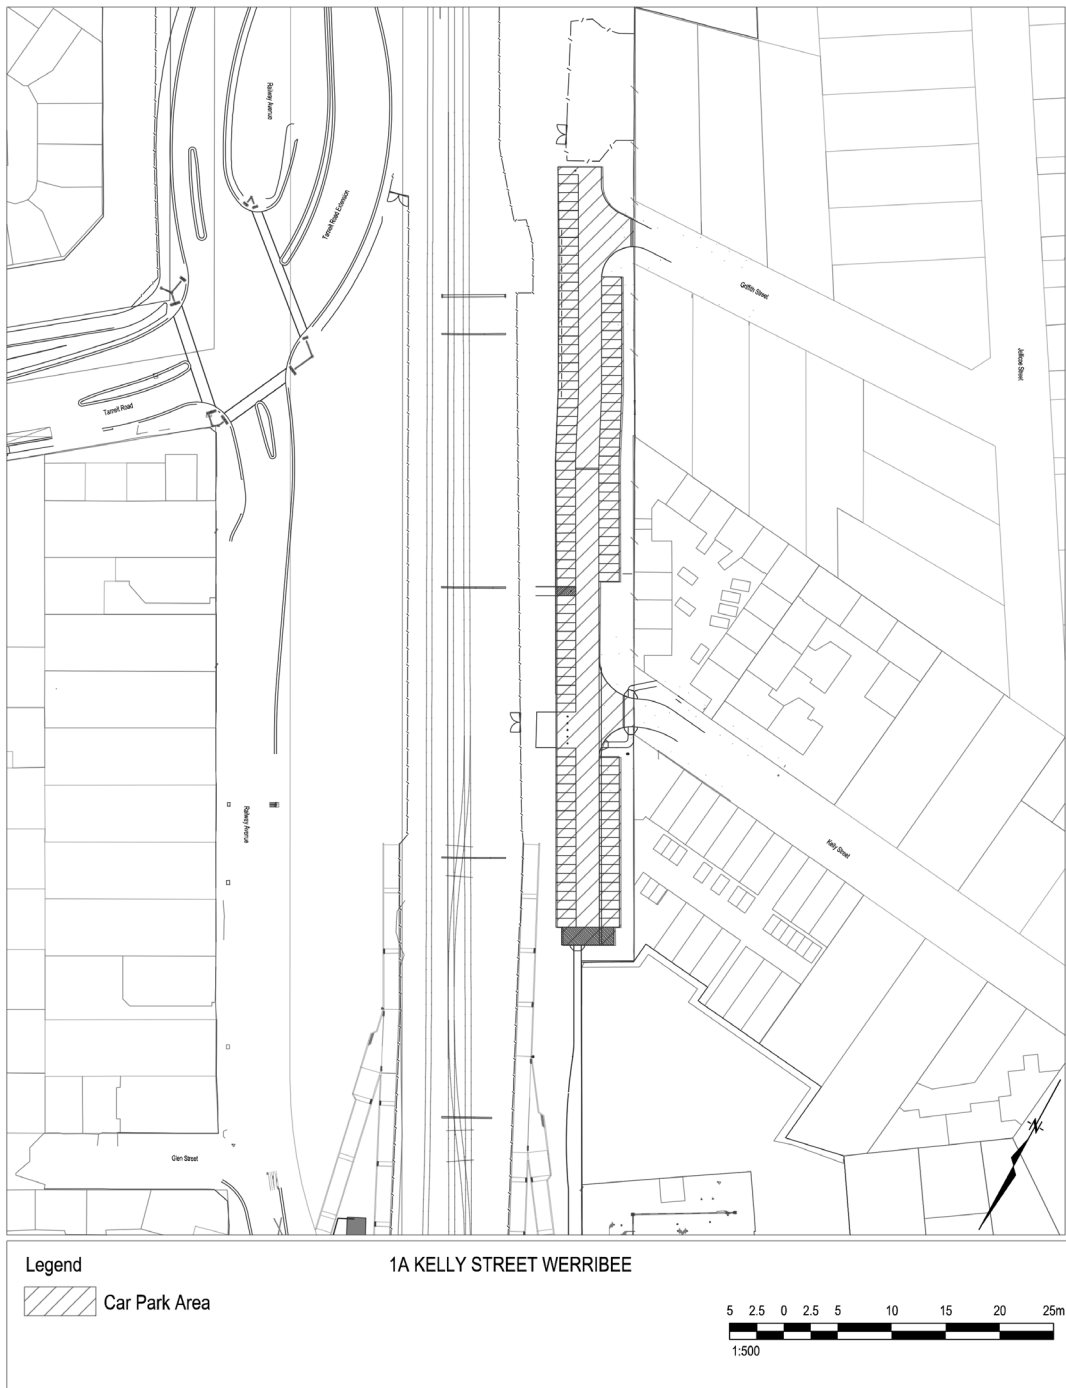 Railway Avenue
Tarneit Road Extension
Griffith Street
Jellicoe Street
Tarneit Road
Railway Avenue
Kelly Street
N
Glen Street
Legend
1A KELLY STREET WERRIBEE
Car Park Area
5 2.5 0 2.5 5 10 15 20 25m
1:500